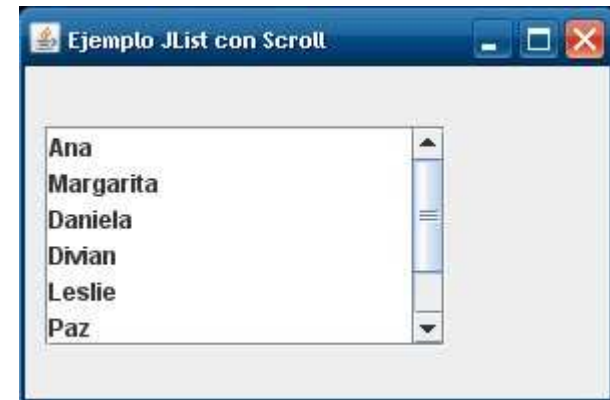 Ejemplo JList con Scroll
Ana
Margarita
Daniela
Divian
Leslie
Paz